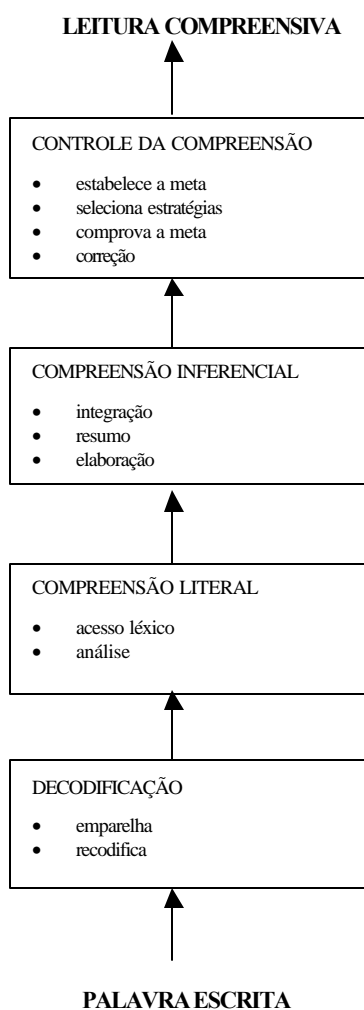 LEITURA COMPREENSIVA
CONTROLE DA COMPREENSÃO
• estabelece a meta
• seleciona estratégias
• comprova a meta
• correção
COMPREENSÃO INFERENCIAL
• integração
• resumo
• elaboração
COMPREENSÃO LITERAL
• acesso léxico
• análise
DECODIFICAÇÃO
• emparelha
• recodifica
PALAVRA ESCRITA